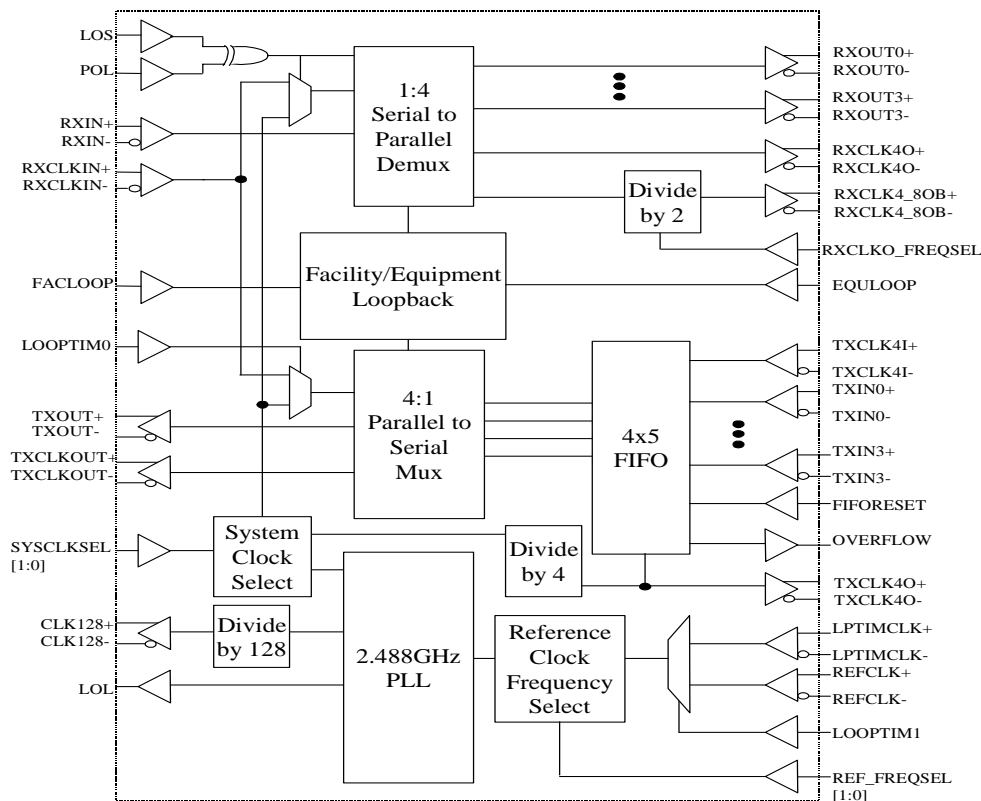 LOS
POL
RXIN+
RXIN-
RXCLKIN+
RXCLKIN-
FACLOOP
LOOPTIM0
TXOUT+
TXOUT-
TXCLKOUT+
TXCLKOUT-
SYSCLKSEL
[1:0]
CLK128+
CLK128-
LOL
1:4
Serial to
Parallel
Demux
Divide
by 2
Facility/Equipment
Loopback
4:1
Parallel to
Serial
Mux
4x5
FIFO
System
Clock
Select
Divide
by 4
Divide
by 128
2.488GHz
PLL
Reference
Clock
Frequency
Select
RXOUT0+
RXOUT0-
RXOUT3+
RXOUT3-
RXCLK4O+
RXCLK4O-
RXCLK4_8OB+
RXCLK4_8OB-
RXCLKO_FREQSEL
EQULOOP
TXCLK4I+
TXCLK4I-
TXIN0+
TXIN0-
TXIN3+
TXIN3-
FIFORESET
OVERFLOW
TXCLK4O+
TXCLK4O-
LPTIMCLK+
LPTIMCLK-
REFCLK+
REFCLK-
LOOPTIM1
REF_FREQSEL
[1:0]